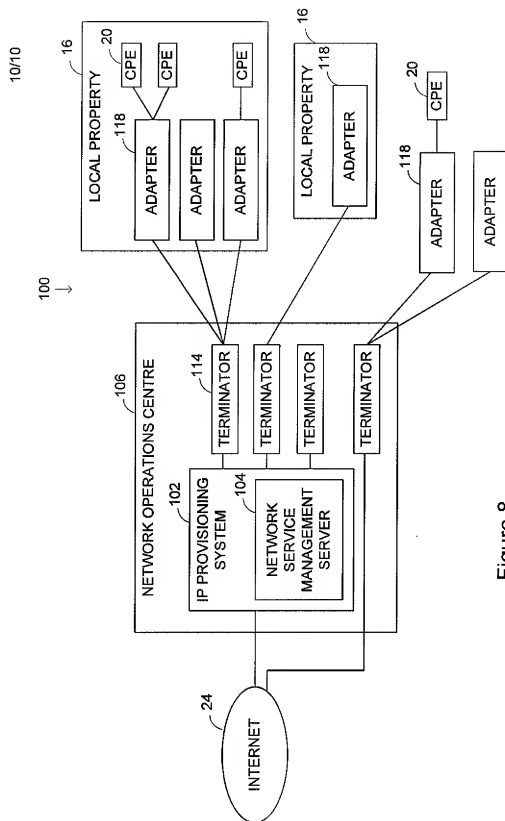 10/10
100
NETWORK OPERATIONS CENTRE
106
IP PROVISIONING
SYSTEM
102
NETWORK
SERVICE
MANAGEMENT
SERVER
104
TERMINATOR
114
TERMINATOR
TERMINATOR
TERMINATOR
INTERNET
24
LOCAL PROPERTY
16
ADAPTER
118
ADAPTER
ADAPTER
CPE
20
CPE
CPE
LOCAL PROPERTY
16
ADAPTER
118
ADAPTER
118
CPE
20
ADAPTER
Figure 8